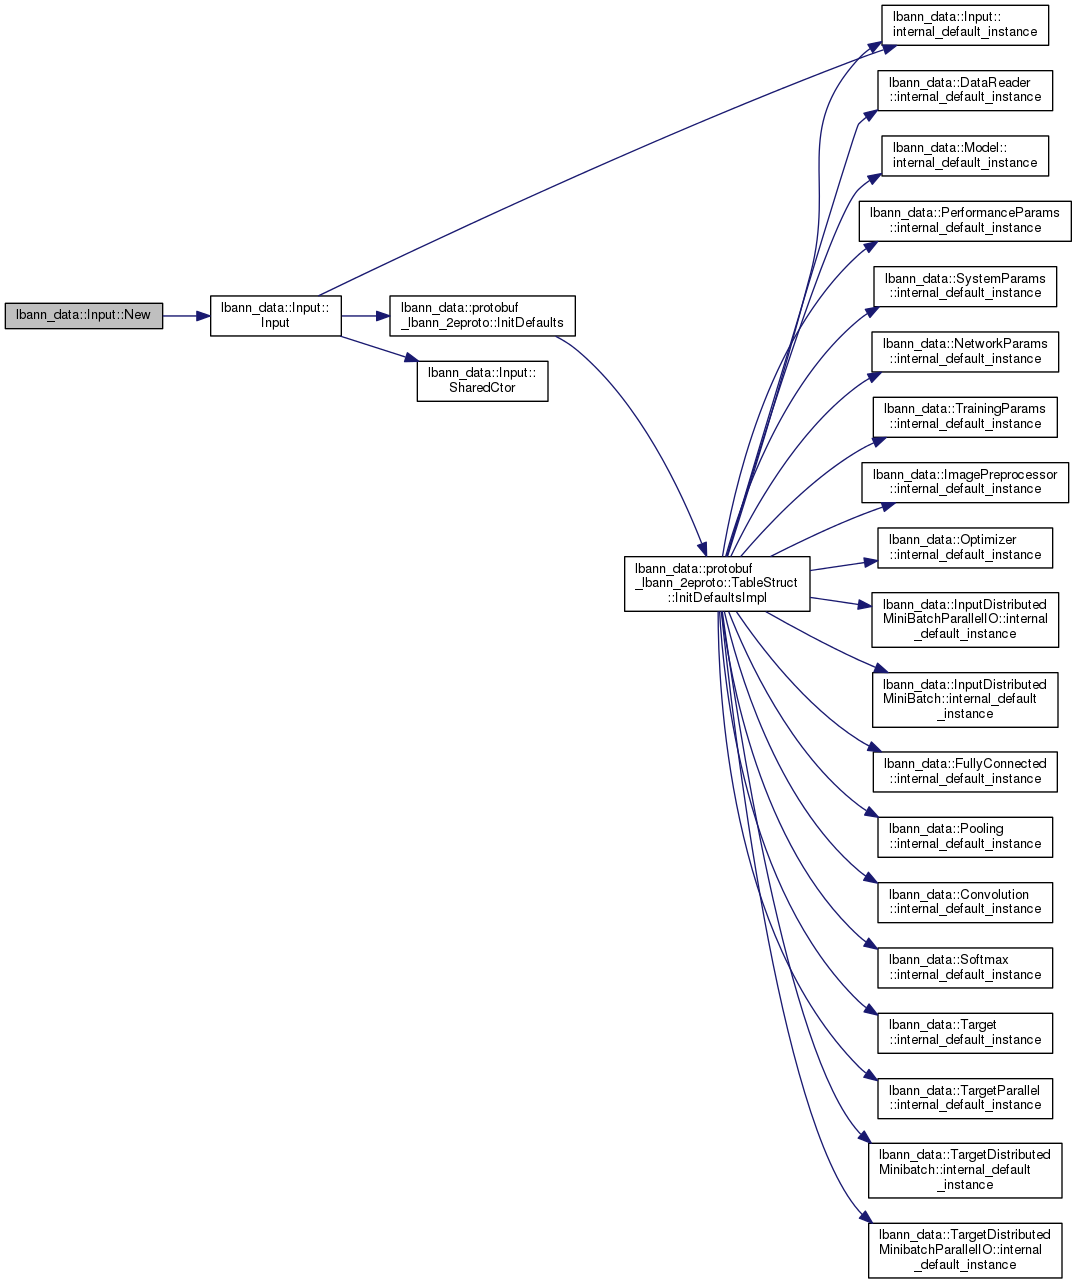 lbann_data::Input::New
lbann_data::Input::
Input
lbann_data::protobuf
_lbann_2eproto::InitDefaults
lbann_data::Input::
SharedCtor
lbann_data::protobuf
_lbann_2eproto::TableStruct
::InitDefaultsImpl
lbann_data::Input::
internal_default_instance
lbann_data::DataReader
::internal_default_instance
lbann_data::Model::
internal_default_instance
lbann_data::PerformanceParams
::internal_default_instance
lbann_data::SystemParams
::internal_default_instance
lbann_data::NetworkParams
::internal_default_instance
lbann_data::TrainingParams
::internal_default_instance
lbann_data::ImagePreprocessor
::internal_default_instance
lbann_data::Optimizer
::internal_default_instance
lbann_data::InputDistributed
MiniBatchParallelIO::internal
_default_instance
lbann_data::InputDistributed
MiniBatch::internal_default
_instance
lbann_data::FullyConnected
::internal_default_instance
lbann_data::Pooling
::internal_default_instance
lbann_data::Convolution
::internal_default_instance
lbann_data::Softmax
::internal_default_instance
lbann_data::Target
::internal_default_instance
lbann_data::TargetParallel
::internal_default_instance
lbann_data::TargetDistributed
Minibatch::internal_default
_instance
lbann_data::TargetDistributed
MinibatchParallelIO::internal
_default_instance